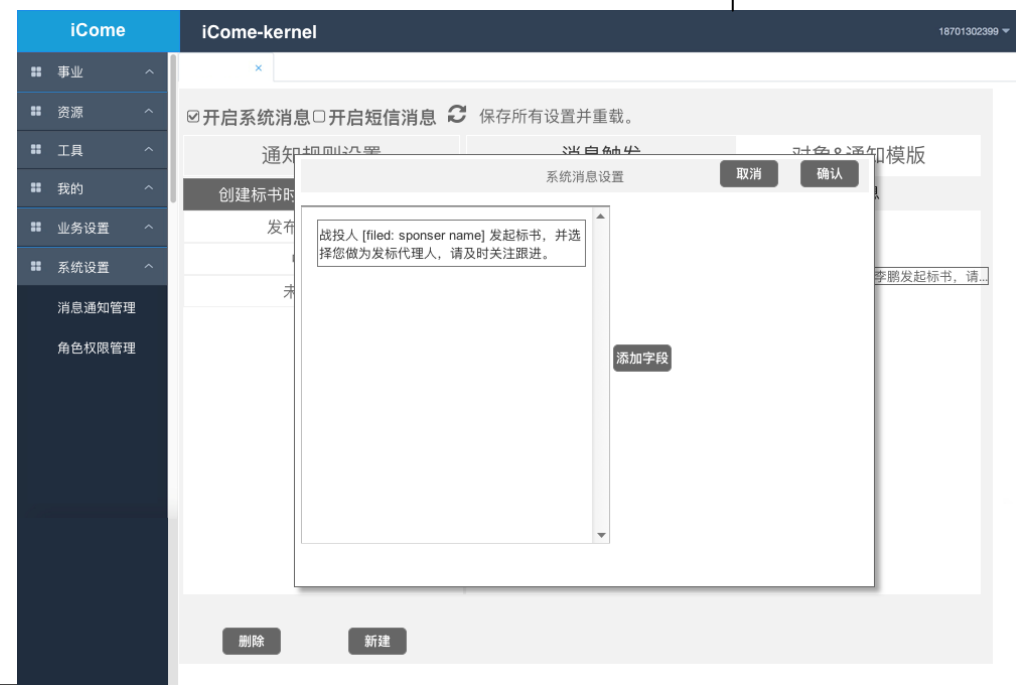 iCome
iCome-kernel
18701302399
事业
×
资源
开启系统消息 开启短信消息 保存所有设置并重载。
工具
我的
业务设置
系统设置
消息通知管理
角色权限管理
通知规则设置
消息触发
对象&通知模版
创建标书时
发布
李鹏发起标书，请...
系统消息设置
取消
确认
战投人 [filed: sponser name] 发起标书，并选
择您做为发标代理人，请及时关注跟进。
添加字段
删除
新建